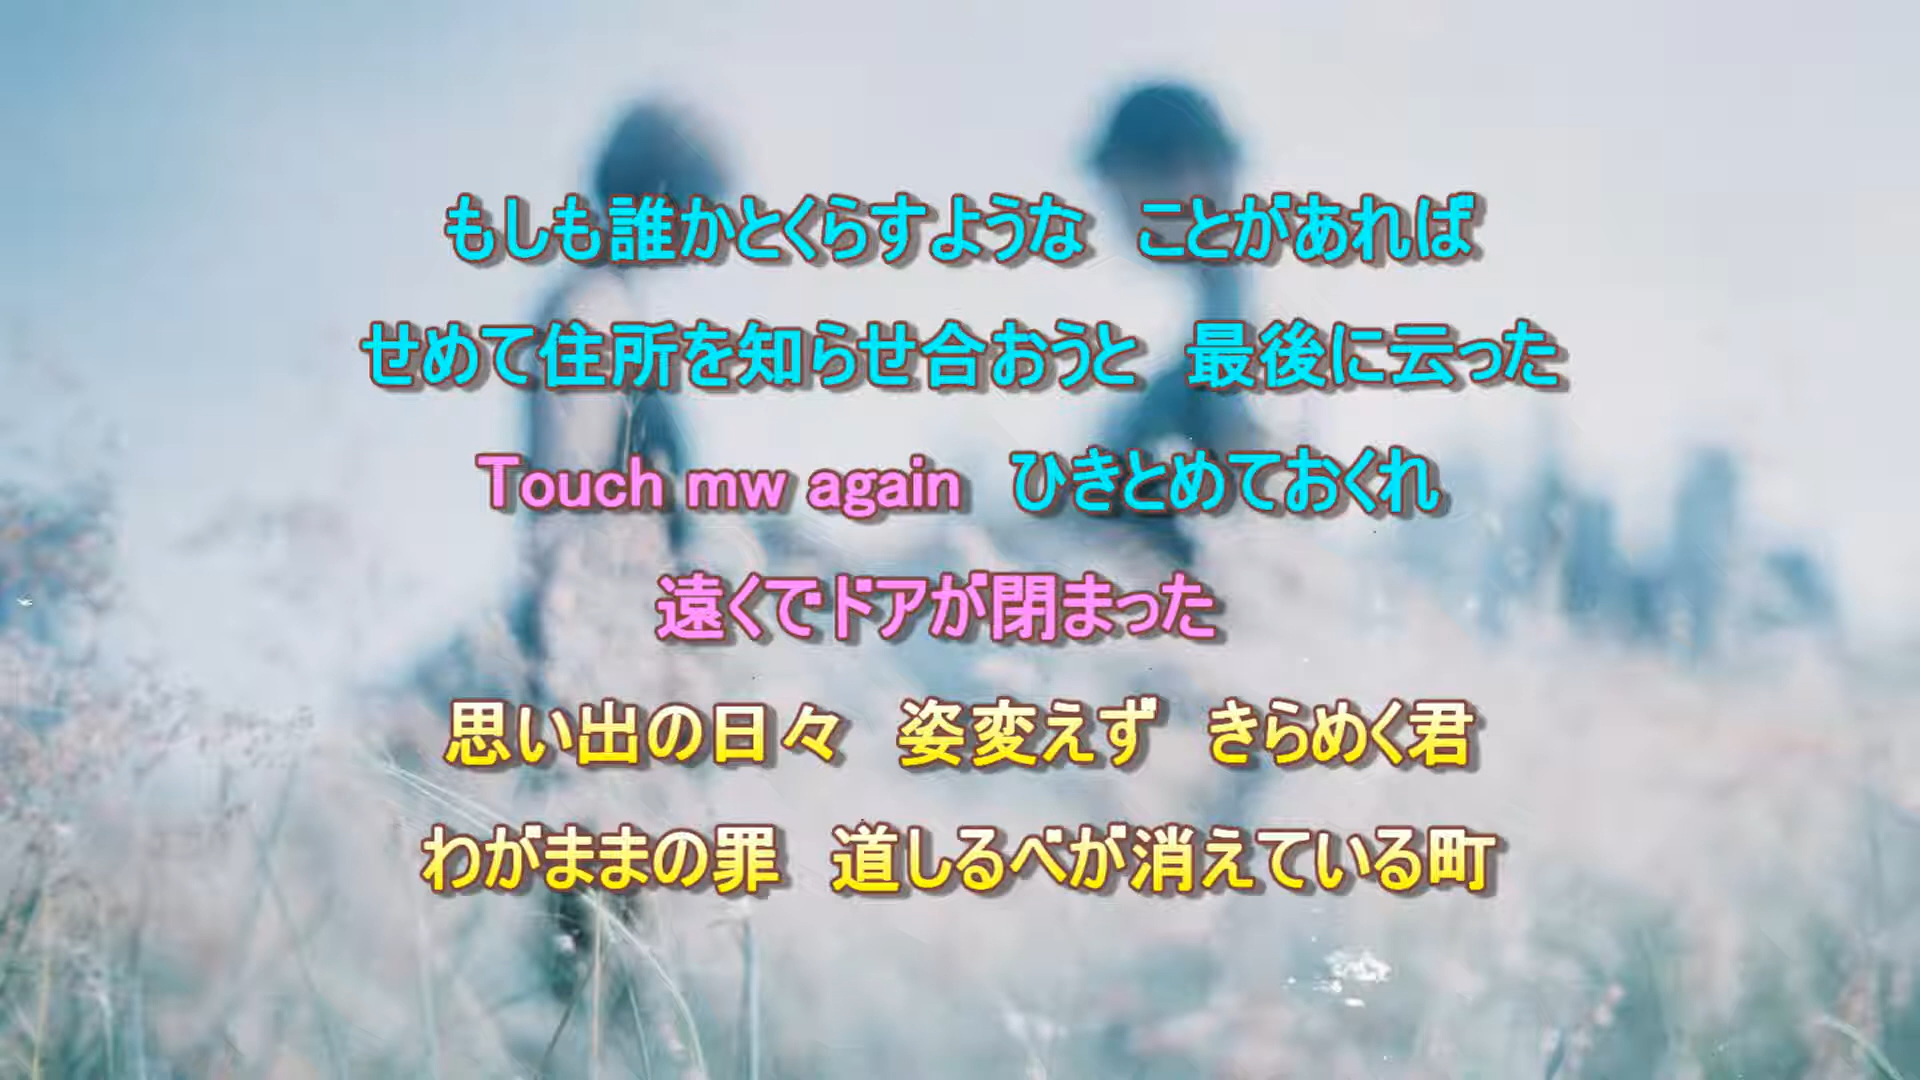 もしも誰かとくらすような　ことがあれば
せめて住所を知らせ合おうと　最後に云った
Touch mw again　ひきとめておくれ
遠くでドアが閉まった
思い出の日々　姿変えず　きらめく君
わがままの罪　道しるべが消えている町